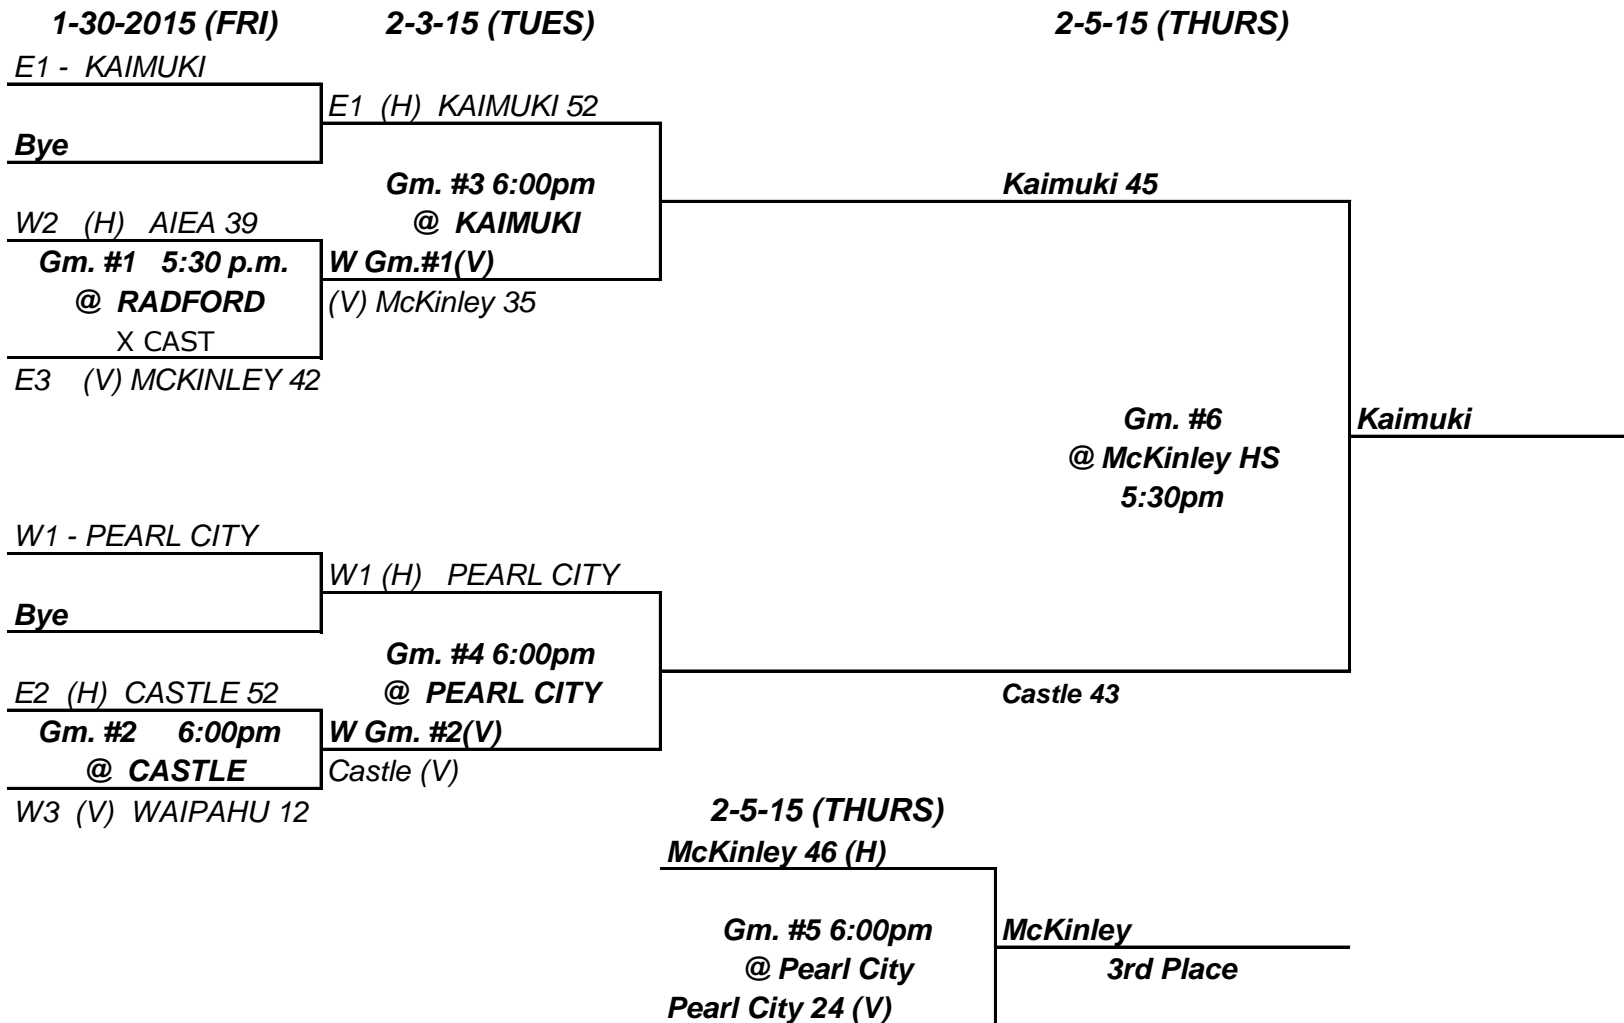 1-30-2015 (FRI) 2-3-15 (TUES) 2-5-15 (THURS)
E1 - KAIMUKI
E1 (H) KAIMUKI 52
Bye
Gm. #3 6:00pm Kaimuki 45
W2 (H) AIEA 39 @ KAIMUKI
Gm. #1 5:30 p.m. W Gm.#1(V)
@ RADFORD (V) McKinley 35
X CAST
E3 (V) MCKINLEY 42
Gm. #6 Kaimuki
@ McKinley HS
5:30pm
W1 - PEARL CITY
W1 (H) PEARL CITY
Bye
Gm. #4 6:00pm
E2 (H) CASTLE 52 @ PEARL CITY Castle 43
Gm. #2 6:00pm W Gm. #2(V)
@ CASTLE Castle (V)
W3 (V) WAIPAHU 12 2-5-15 (THURS)
McKinley 46 (H)
Gm. #5 6:00pm McKinley
@ Pearl City 3rd Place
Pearl City 24 (V)